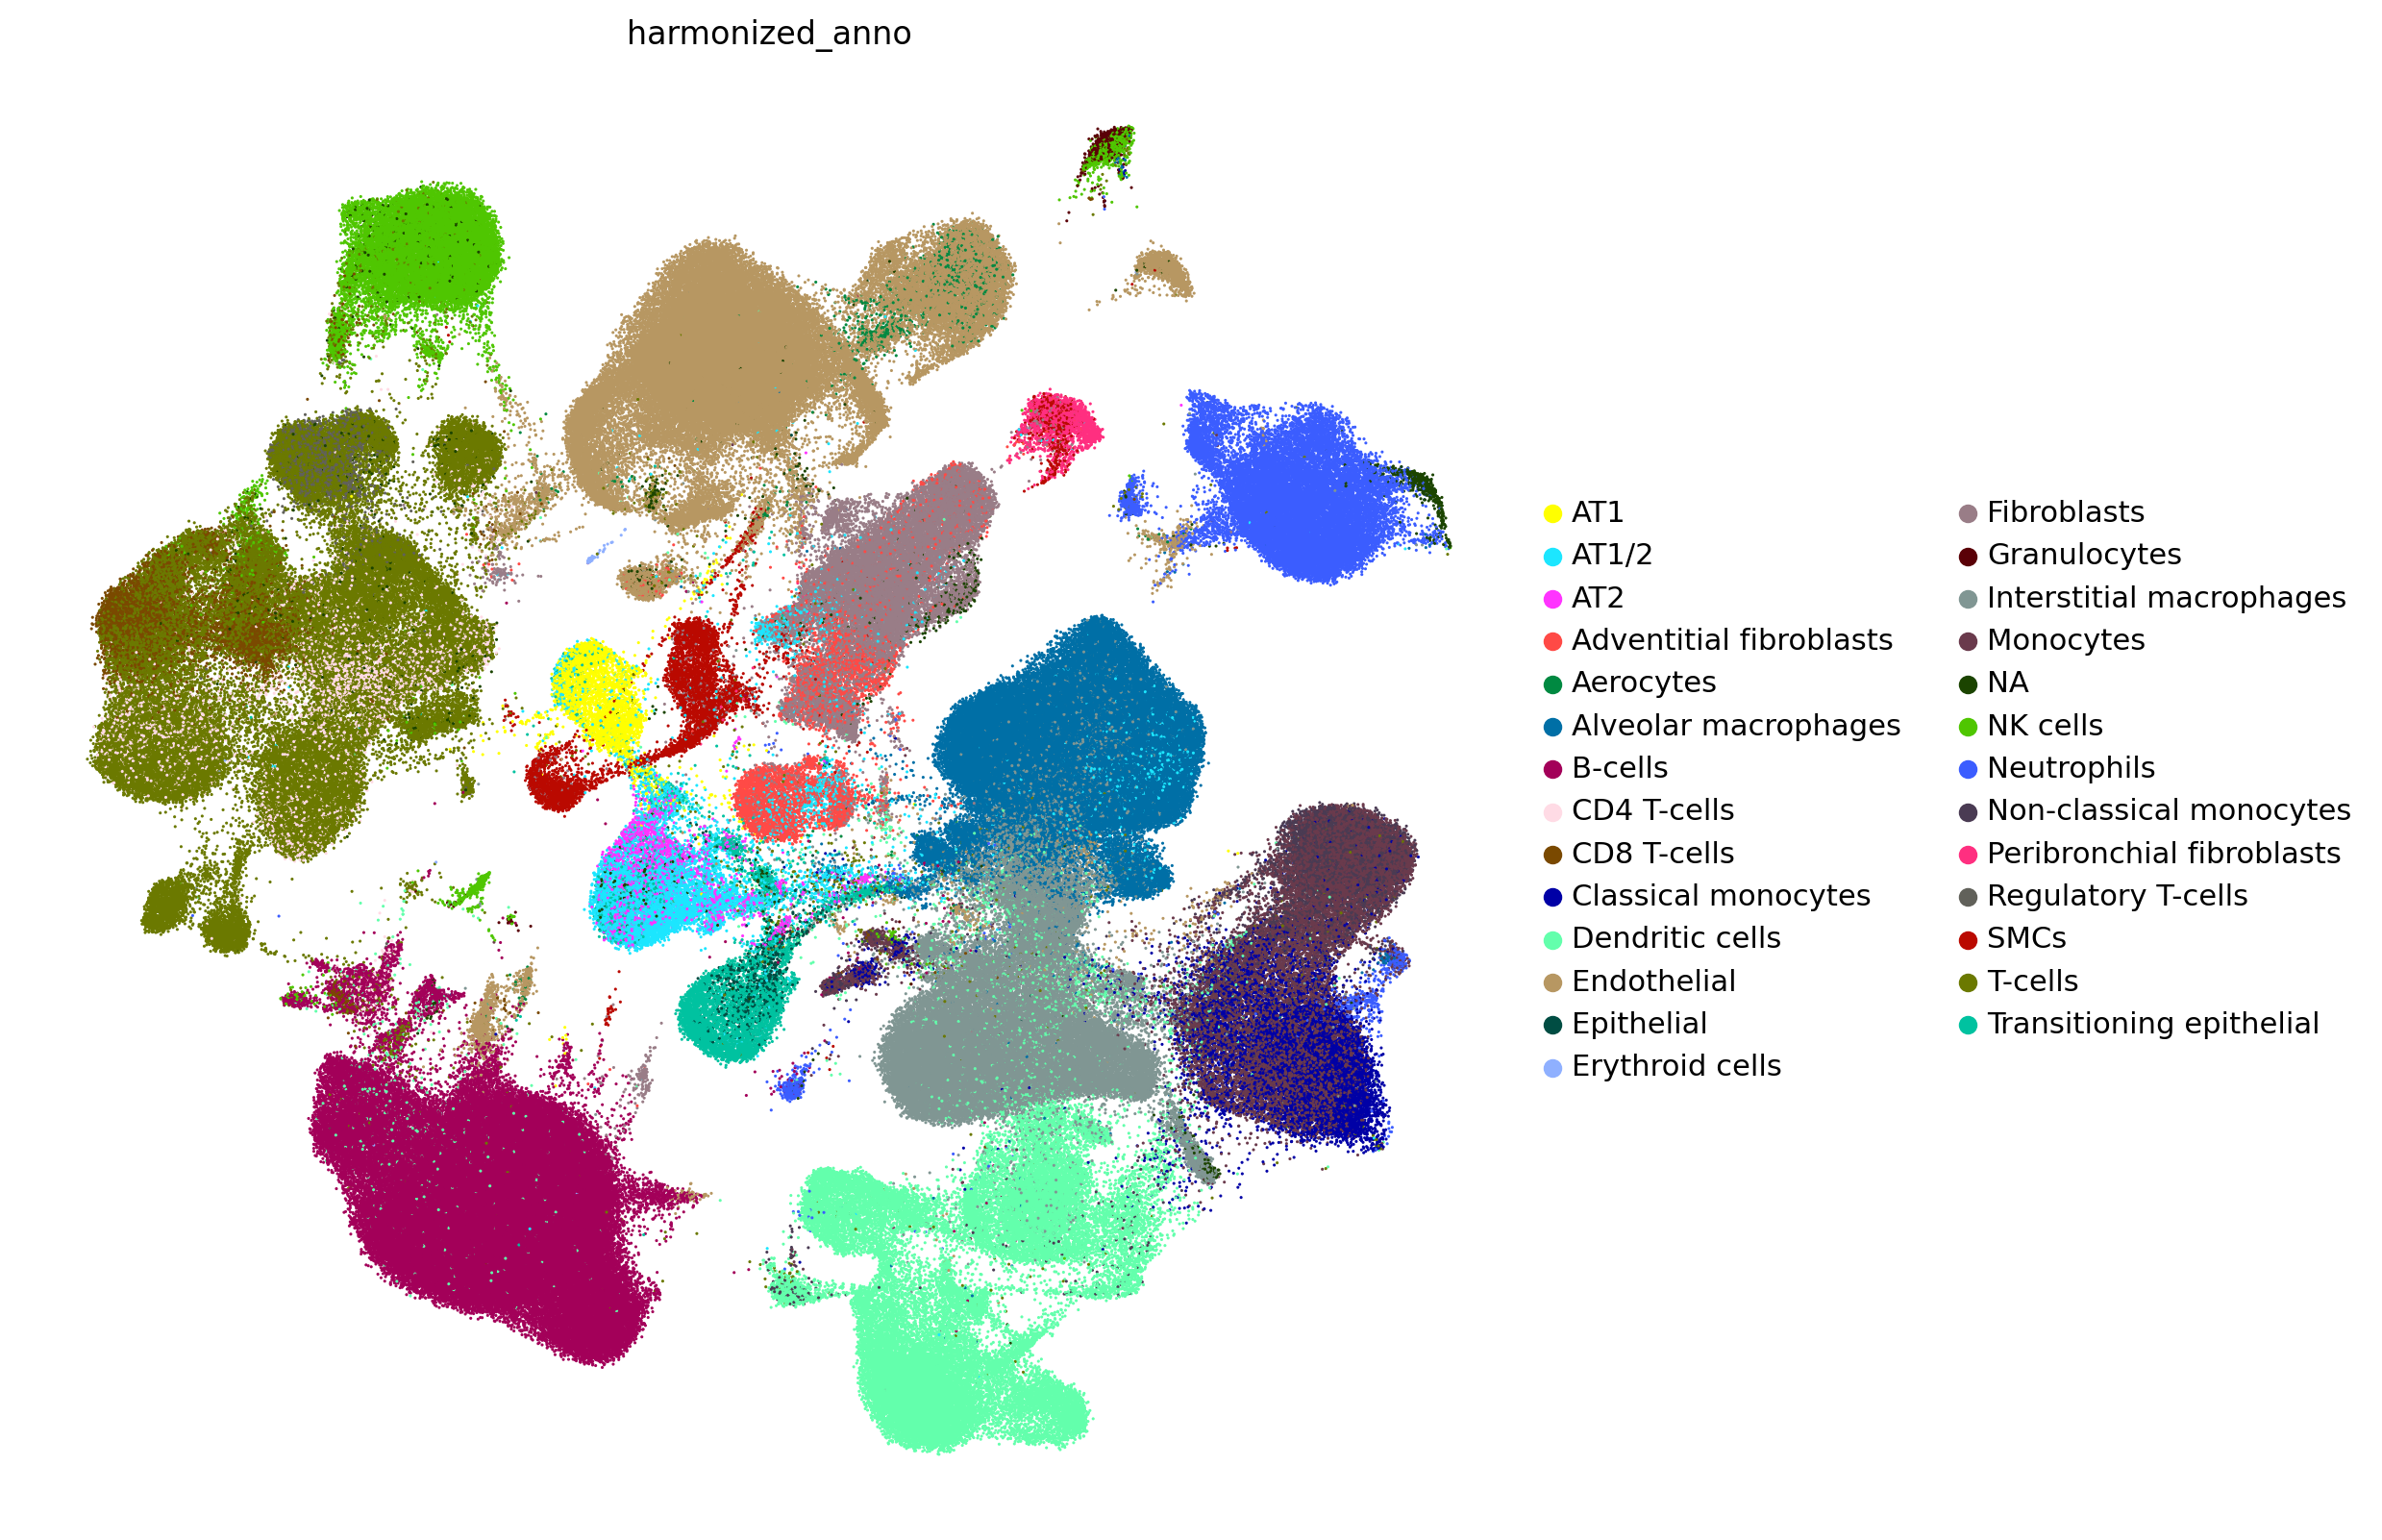 harmonized_anno
AT1
AT1/2
AT2
Adventitial fibroblasts
Aerocytes
Alveolar macrophages
B-cells
CD4 T-cells
CD8 T-cells
Classical monocytes
Dendritic cells
Endothelial
Epithelial
Erythroid cells
Fibroblasts
Granulocytes
Interstitial macrophages
Monocytes
NA
NK cells
Neutrophils
Non-classical monocytes
Peribronchial fibroblasts
Regulatory T-cells
SMCs
T-cells
Transitioning epithelial